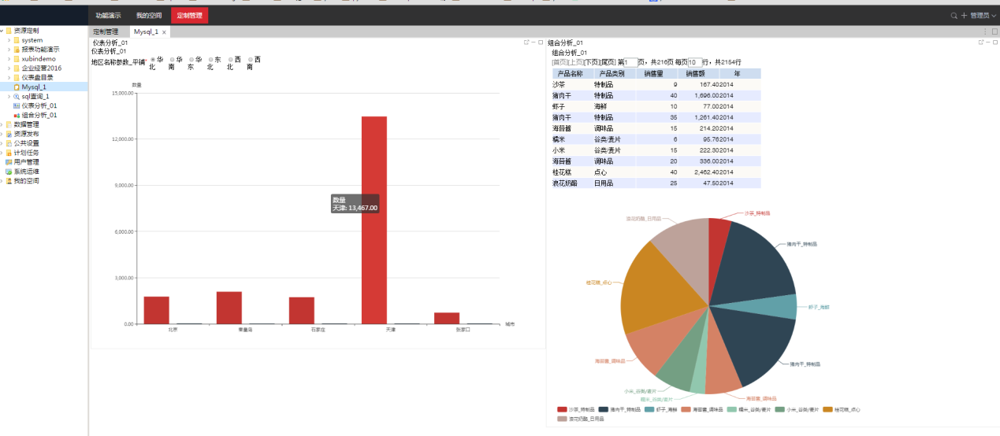 功能演示 我的空间 定制管理 管理员
资源定制
system
报表功能演示
xubindemo
企业经营2016
仪表盘目录
Mysql_1
sql查询_1
仪表分析_01
组合分析_01
数据管理
资源发布
公共设置
计划任务
用户管理
系统运维
我的空间
定制管理 Mysql_1 x
仪表分析_01
仪表分析_01
地区名称参数_平铺* 华北 华南 华东 东北 西北 西南
数量
15,000.00
12,000.00
9,000.00
6,000.00
3,000.00
0.00
数量
天津: 13,467.00
北京 秦皇岛 石家庄 天津 张家口 城市
组合分析_01
组合分析_01
[首页][上页][下页][尾页] 第1页，共216页 每页10行，共2154行
产品名称 产品类别 销售量 销售额 年
沙茶 特制品 9 167.40 2014
猪肉干 特制品 40 1,696.00 2014
虾子 海鲜 10 77.00 2014
猪肉干 特制品 35 1,261.40 2014
海苔酱 调味品 15 214.20 2014
糯米 谷类/麦片 6 95.76 2014
小米 谷类/麦片 15 222.30 2014
海苔酱 调味品 20 336.00 2014
桂花糕 点心 40 2,462.40 2014
浪花奶酪 日用品 25 47.50 2014
沙茶_特制品
浪花奶酪_日用品
猪肉干_特制品
桂花糕_点心
虾子_海鲜
海苔酱_调味品
猪肉干_特制品
小米_谷类/麦片
糯米_谷类/麦片
海苔酱_调味品
沙茶_特制品 猪肉干_特制品 虾子_海鲜 海苔酱_调味品 糯米_谷类/麦片 小米_谷类/麦片 桂花糕_点心
浪花奶酪_日用品